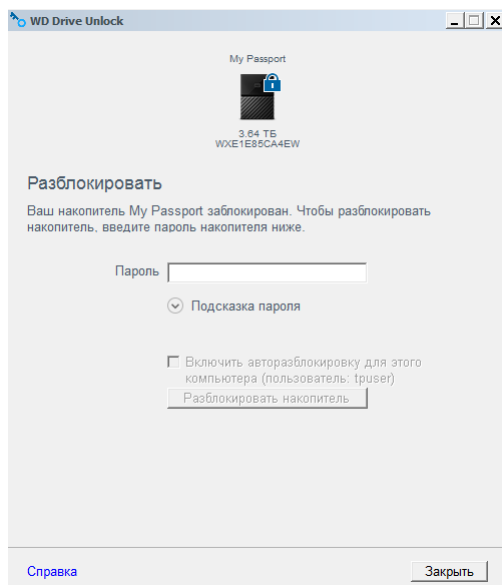 WD Drive Unlock
My Passport
3.64 ТБ
WXE1E85CA4EW
Разблокировать
Ваш накопитель My Passport заблокирован. Чтобы разблокировать
накопитель, введите пароль накопителя ниже.
Пароль
Подсказка пароля
Включить авторазблокировку для этого
компьютера (пользователь: tpuser)
Разблокировать накопитель
Справка
Закрыть